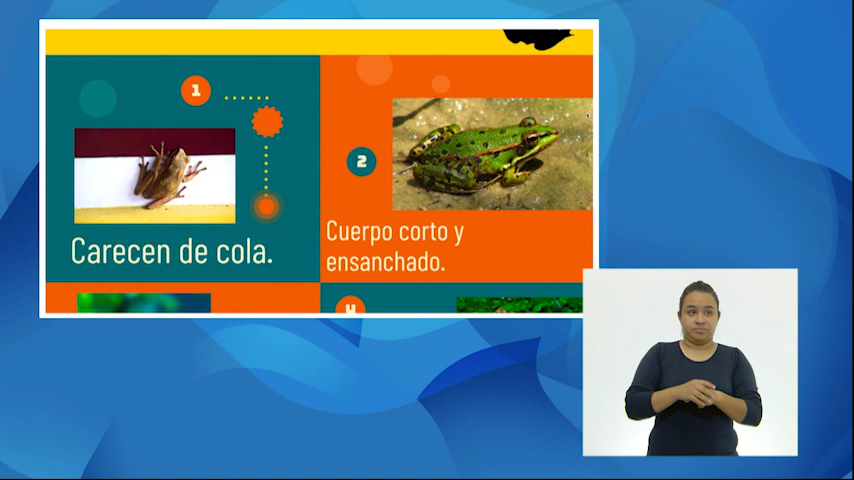 1
Carecen de cola.
2
Cuerpo corto y
ensanchado.